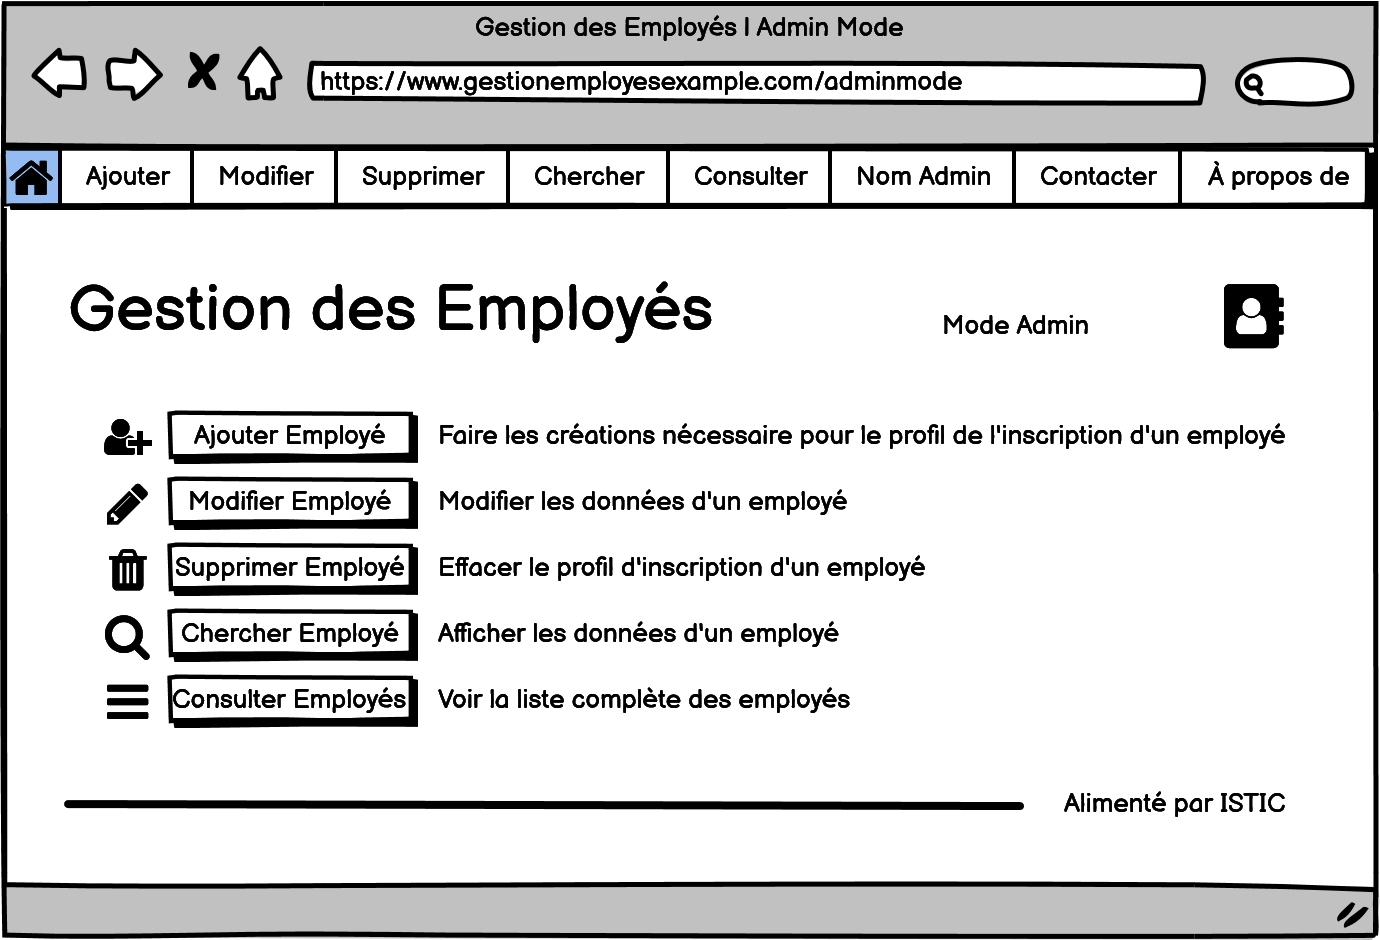 Gestion des Employés | Admin Mode
https://www.gestionemployesexample.com/adminmode
Ajouter Modifier Supprimer Chercher Consulter Nom Admin Contacter À propos de
Gestion des Employés
Mode Admin
Ajouter Employé Faire les créations nécessaire pour le profil de l'inscription d'un employé
Modifier Employé Modifier les données d'un employé
Supprimer Employé Effacer le profil d'inscription d'un employé
Chercher Employé Afficher les données d'un employé
Consulter Employés Voir la liste complète des employés
Alimenté par ISTIC